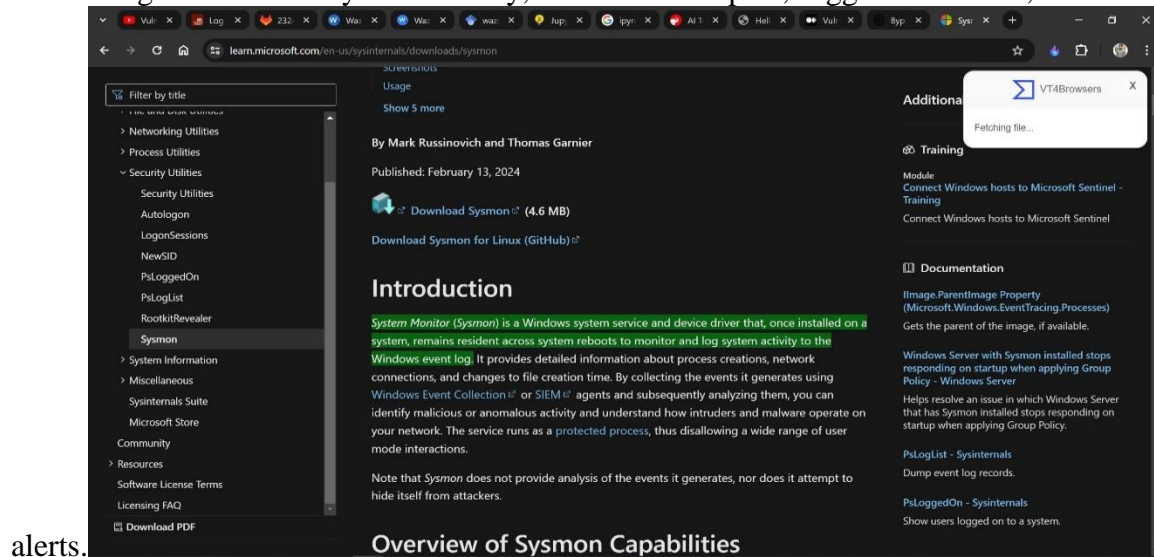 Vuln
Log
232-
Waz
Waz
waz
Jup
ipyn
AI T
Hell
Vuln
Byp
Sys
learn.microsoft.com/en-us/sysinternals/downloads/sysmon
Filter by title
> Networking Utilities
> Process Utilities
Security Utilities
Security Utilities
Autologon
LogonSessions
NewSID
PsLoggedOn
PsLogList
RootkitRevealer
Sysmon
> System Information
> Miscellaneous
Sysinternals Suite
Microsoft Store
Community
> Resources
Software License Terms
Licensing FAQ
Download PDF
Screenshots
Usage
Show 5 more
By Mark Russinovich and Thomas Garnier
Published: February 13, 2024
Download Sysmon (4.6 MB)
Download Sysmon for Linux (GitHub)
Introduction
System Monitor (Sysmon) is a Windows system service and device driver that, once installed on a
system, remains resident across system reboots to monitor and log system activity to the
Windows event log. It provides detailed information about process creations, network
connections, and changes to file creation time. By collecting the events it generates using
Windows Event Collection or SIEM agents and subsequently analyzing them, you can
identify malicious or anomalous activity and understand how intruders and malware operate on
your network. The service runs as a protected process, thus disallowing a wide range of user
mode interactions.
Note that Sysmon does not provide analysis of the events it generates, nor does it attempt to
hide itself from attackers.
Overview of Sysmon Capabilities
Additiona
VT4Browsers
X
Fetching file...
Training
Module
Connect Windows hosts to Microsoft Sentinel -
Training
Connect Windows hosts to Microsoft Sentinel
Documentation
IImage.ParentImage Property
(Microsoft.Windows.EventTracing.Processes)
Gets the parent of the image, if available.
Windows Server with Sysmon installed stops
responding on startup when applying Group
Policy - Windows Server
Helps resolve an issue in which Windows Server
that has Sysmon installed stops responding on
startup when applying Group Policy.
PsLogList - Sysinternals
Dump event log records.
PsLoggedOn - Sysinternals
Show users logged on to a system.
alerts.